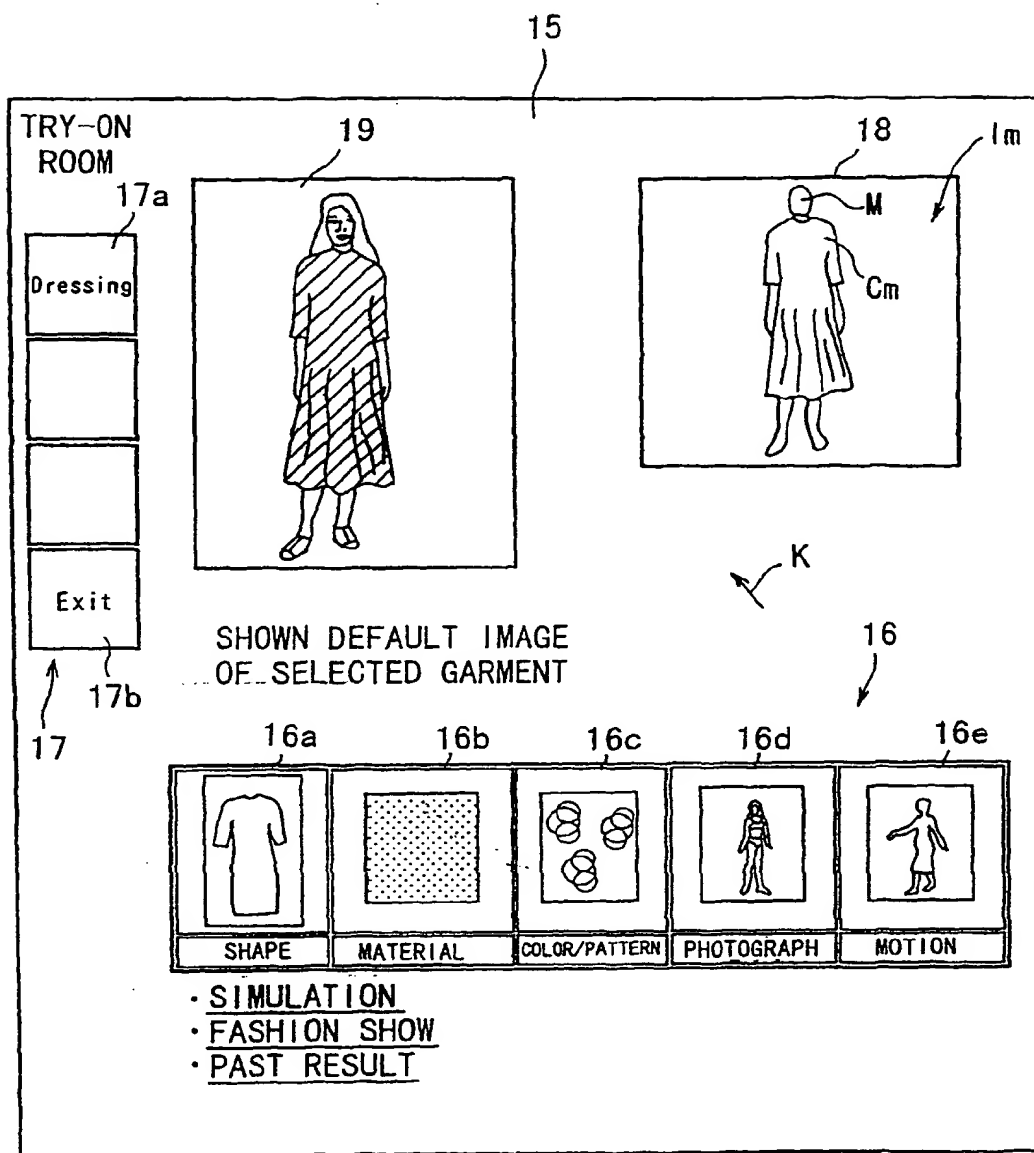 15
TRY-ON
ROOM
19
18
Im
17a
M
Dressing
Cm
K
Exit
SHOWN DEFAULT IMAGE
OF SELECTED GARMENT
16
17b
17
16a
16b
16c
16d
16e
SHAPE
MATERIAL
COLOR/PATTERN
PHOTOGRAPH
MOTION
· SIMULATION
· FASHION SHOW
· PAST RESULT